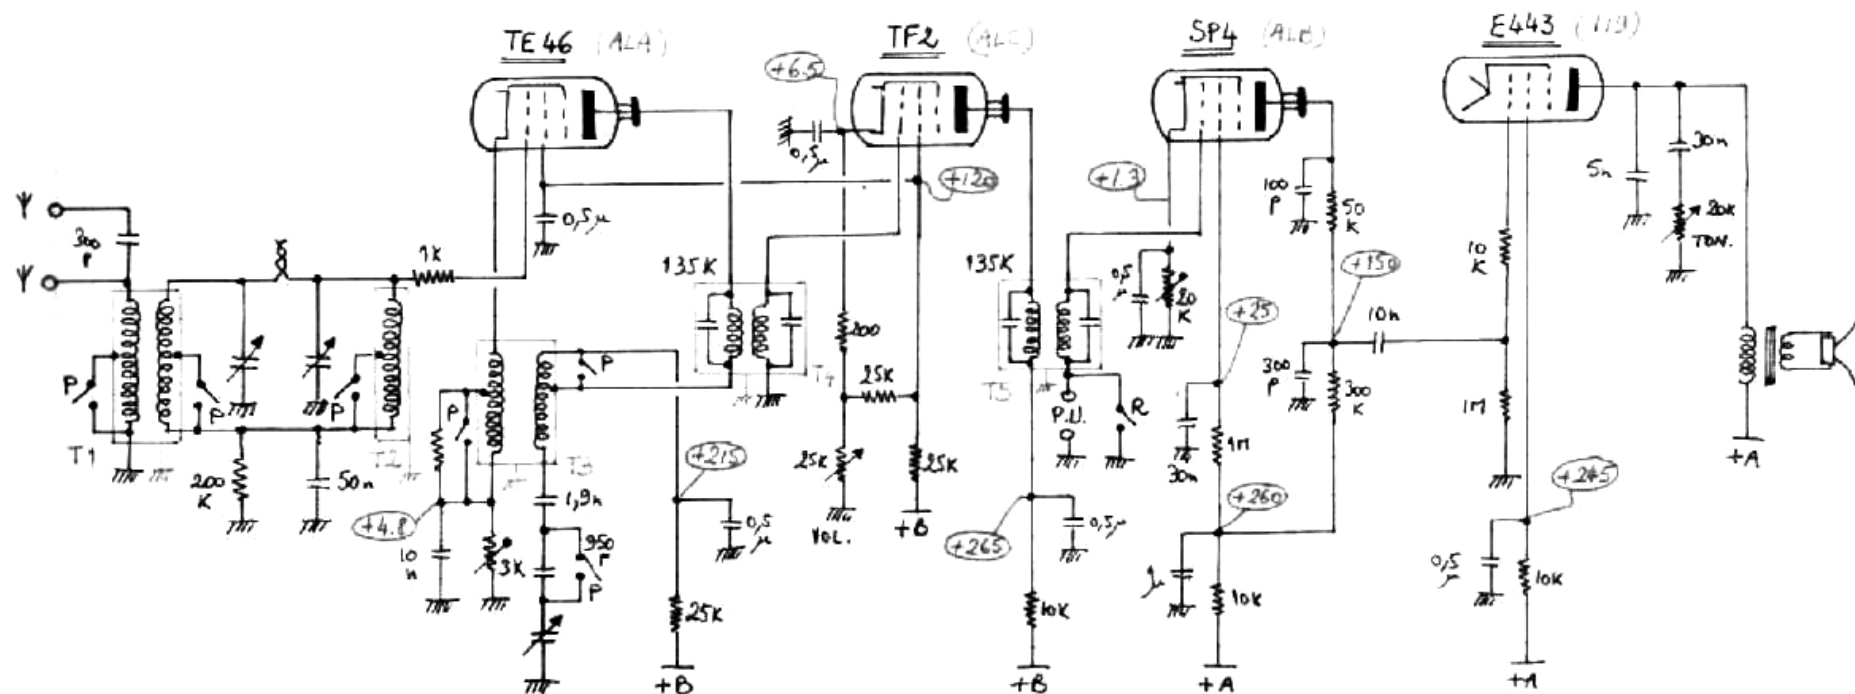 TE46 (ALA)
TF2 (ALC)
SP4 (ALB)
E443
+6.5
0,5µ
+120
+1.3
300 P
0,5µ
1K
135K
135K
100 P
50 K
5n
30n
20K
TON.
10 K
+150
10n
0,5 µ
20 K
+25
200
25K
P
P
P
P
P
T1
T2
T3
T4
T5
P.U.
R
300 P
300 K
1M
1M
200 K
50n
+4.8
10 n
3K
1,9n
950 P
P
+215
0,5 µ
25K
VOL.
25K
+B
+265
0,5µ
30n
+260
+245
+A
1µ
10K
10K
0,5 µ
10K
25K
+B
+B
+A
+A